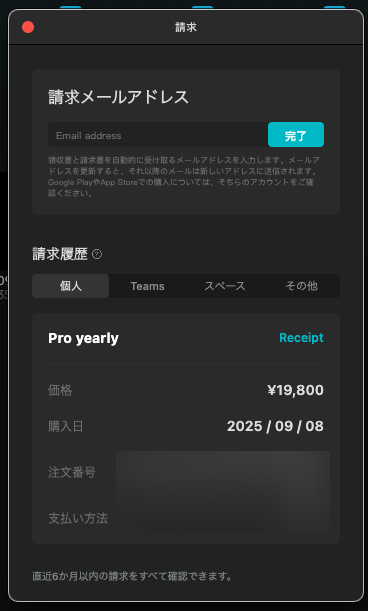 請求
請求メールアドレス
Email address
完了
領収書と請求書を自動的に受け取るメールアドレスを入力します。メールア
ドレスを更新すると、それ以降のメールは新しいアドレスに送信されます。
Google PlayやApp Storeでの購入については、そちらのアカウントをご確
認ください。
請求履歴 ?
個人
Teams
スペース
その他
Pro yearly
Receipt
価格
¥19,800
購入日
2025 / 09 / 08
注文番号
支払い方法
直近6か月以内の請求をすべて確認できます。